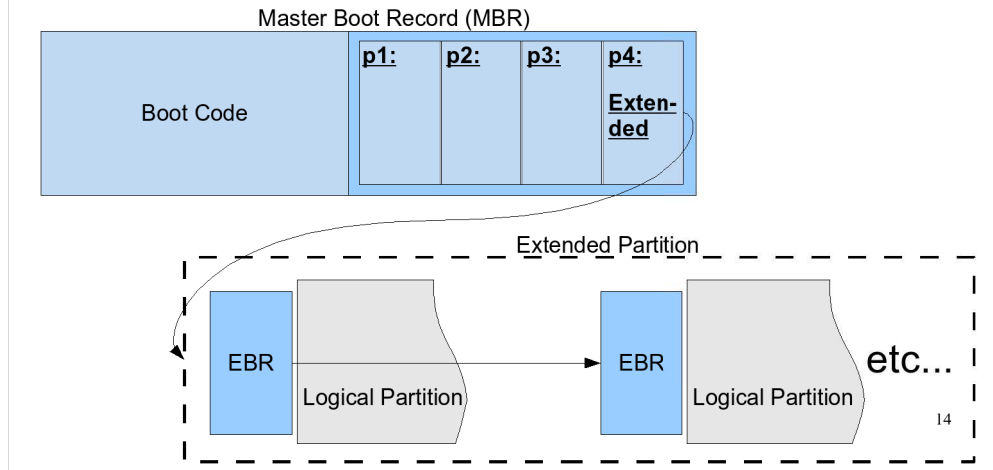 Master Boot Record (MBR)
Boot Code
p1:
p2:
p3:
p4:
Exten-
ded
Extended Partition
EBR
Logical Partition
EBR
Logical Partition
etc...
14